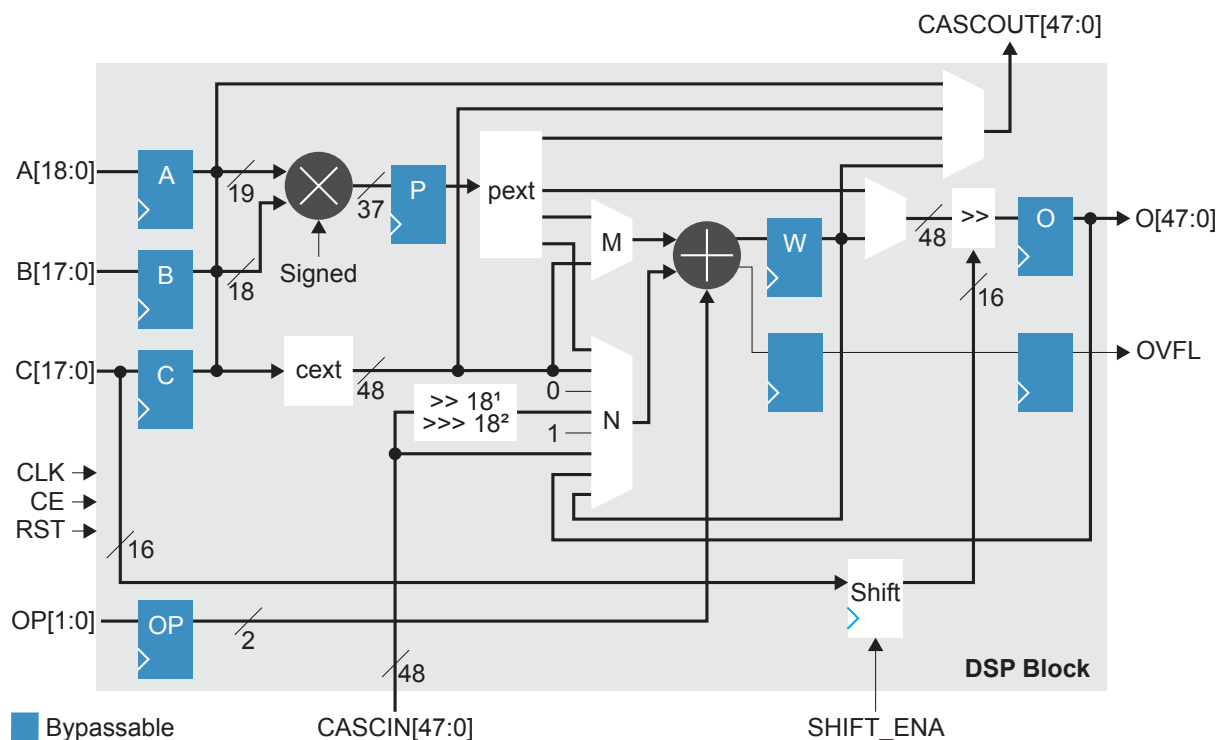 CASCOUT[47:0]
A[18:0]
A
19
37
P
pext
M
48
>>
O
O[47:0]
B[17:0]
B
18
Signed
W
16
C[17:0]
C
cext
48
0
>> 18¹
>>> 18²
1
N
OVFL
CLK
CE
RST
16
Shift
OP[1:0]
OP
2
48
DSP Block
Bypassable
CASCIN[47:0]
SHIFT_ENA